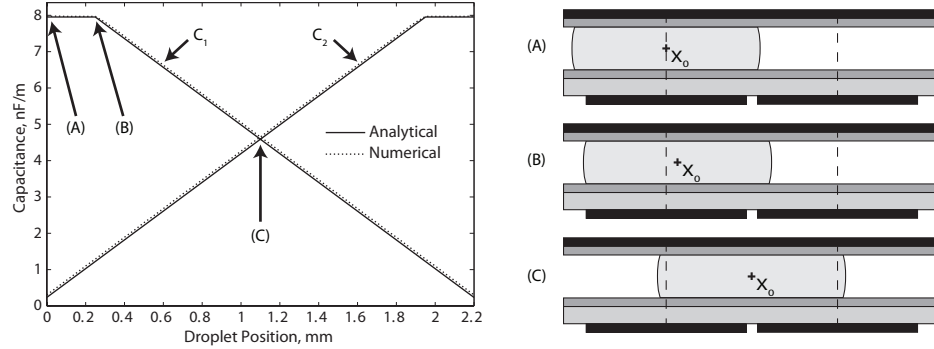 8
7
6
5
4
3
2
1
0
Capacitance, nF/m
0 0.2 0.4 0.6 0.8 1 1.2 1.4 1.6 1.8 2 2.2
Droplet Position, mm
C1
C2
(A)
(B)
(C)
Analytical
Numerical
(A)
Xo
(B)
Xo
(C)
Xo